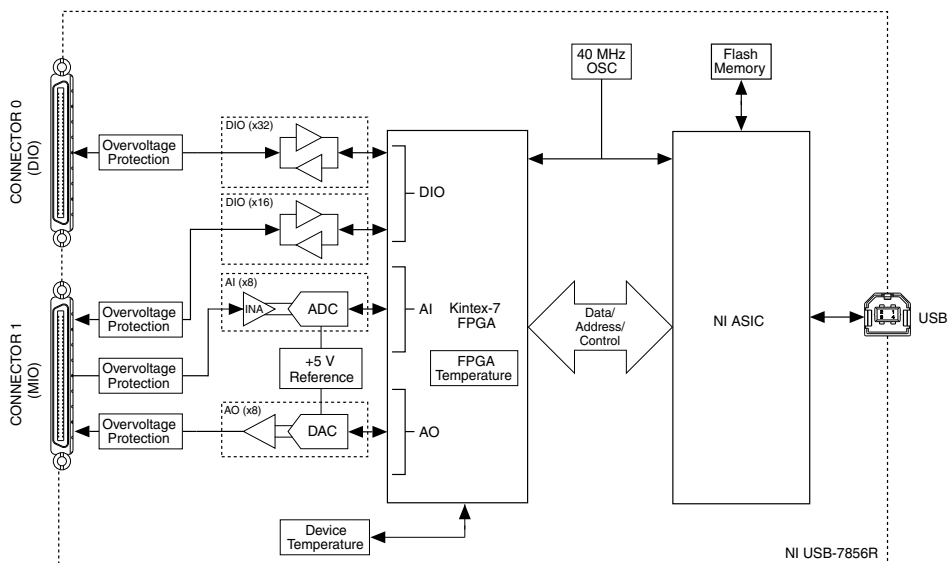 CONNECTOR 0
(DIO)
Overvoltage
Protection
DIO (x32)
DIO (x16)
40 MHz
OSC
Flash
Memory
DIO
CONNECTOR 1
(MIO)
Overvoltage
Protection
Overvoltage
Protection
Overvoltage
Protection
AI (x8)
INA
ADC
+5 V
Reference
AO (x8)
DAC
AI
Kintex-7
FPGA
FPGA
Temperature
AO
Data/
Address/
Control
NI ASIC
USB
Device
Temperature
NI USB-7856R